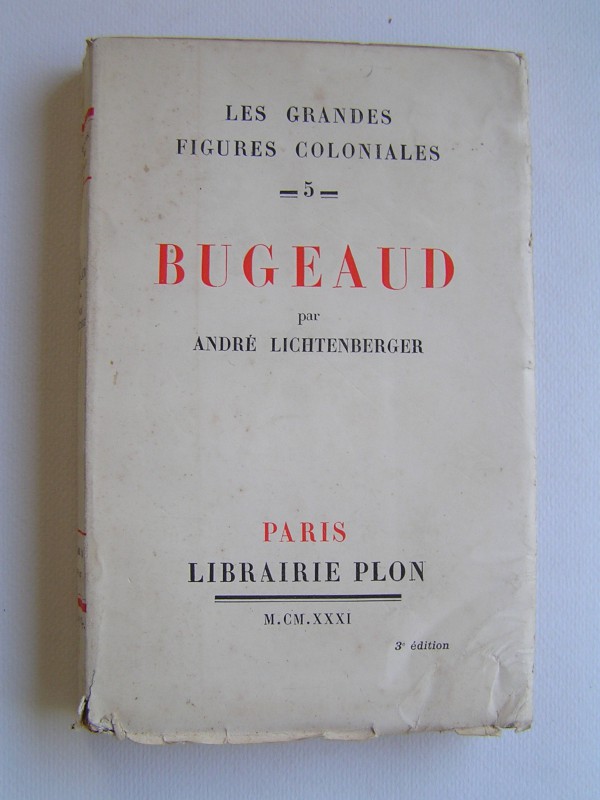 LES GRANDES
FIGURES COLONIALES
5
BUGEAUD
par
ANDRÉ LICHTENBERGER
PARIS
LIBRAIRIE PLON
M.CM.XXXI
3e édition